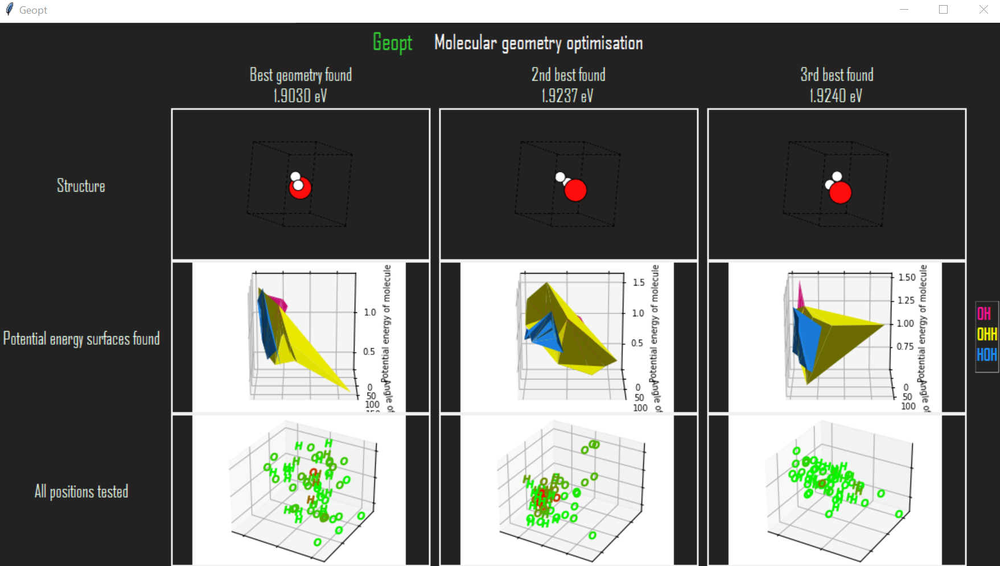 Geopt
Geopt Molecular geometry optimisation
Best geometry found
1.9030 eV
2nd best found
1.9237 eV
3rd best found
1.9240 eV
Structure
Potential energy surfaces found
1.0
0.5
0
50
100
Potential energy of molecule
Angle of
1.5
1.0
0.5
0
50
100
Potential energy of molecule
Angle of
1.50
1.25
1.00
0.75
0
50
100
Potential energy of molecule
Angle of
OH
OHH
HOH
All positions tested